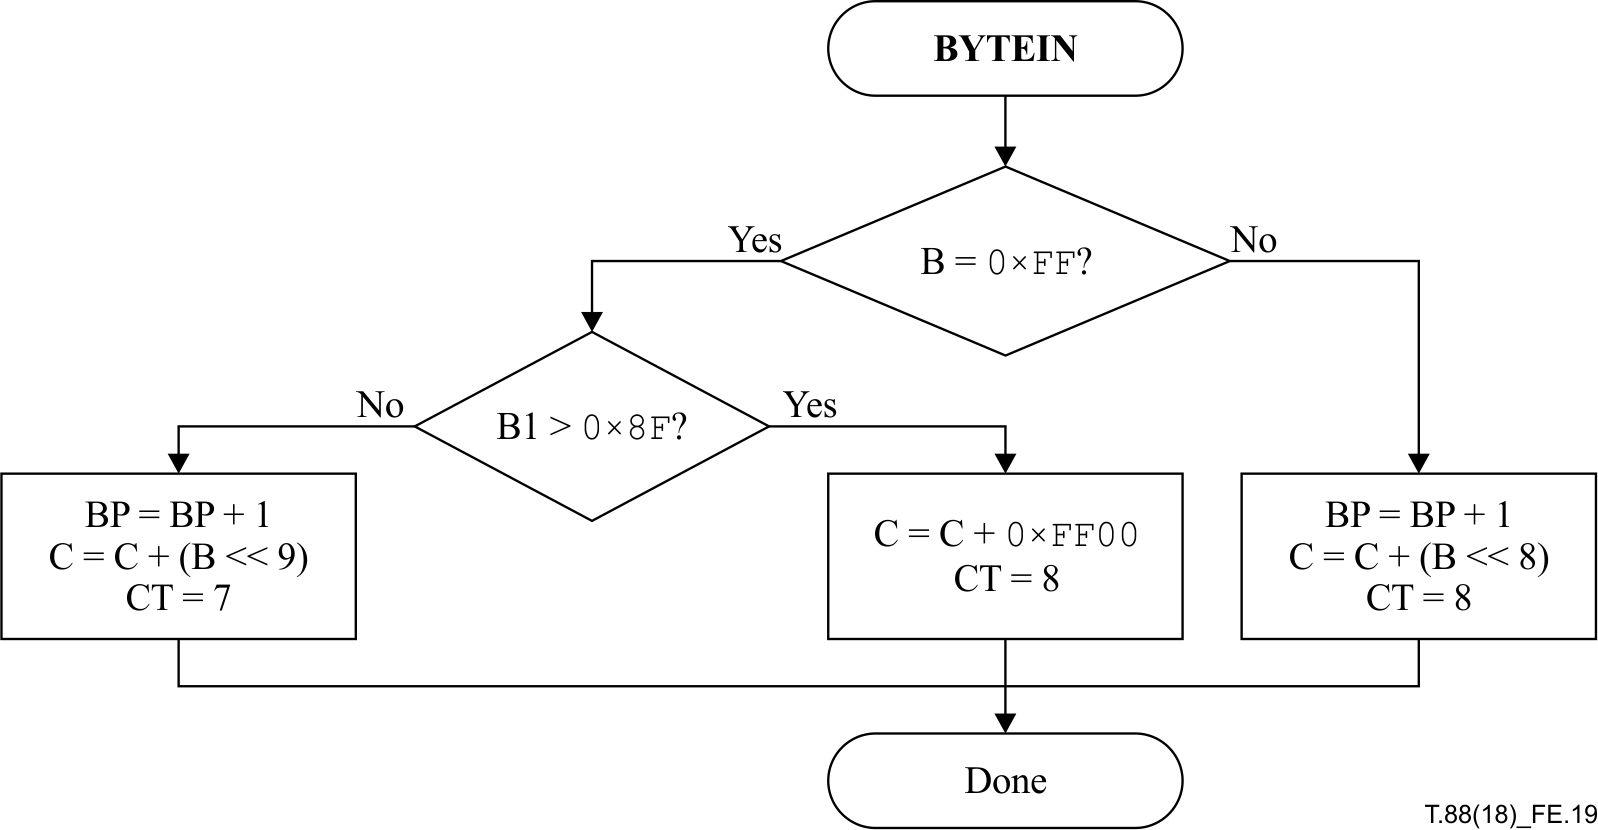 BYTEIN
Yes
No
B = 0×FF?
No
Yes
B1 > 0×8F?
BP = BP + 1
C = C + (B << 9)
CT = 7
C = C + 0×FF00
CT = 8
BP = BP + 1
C = C + (B << 8)
CT = 8
Done
T.88(18)_FE.19